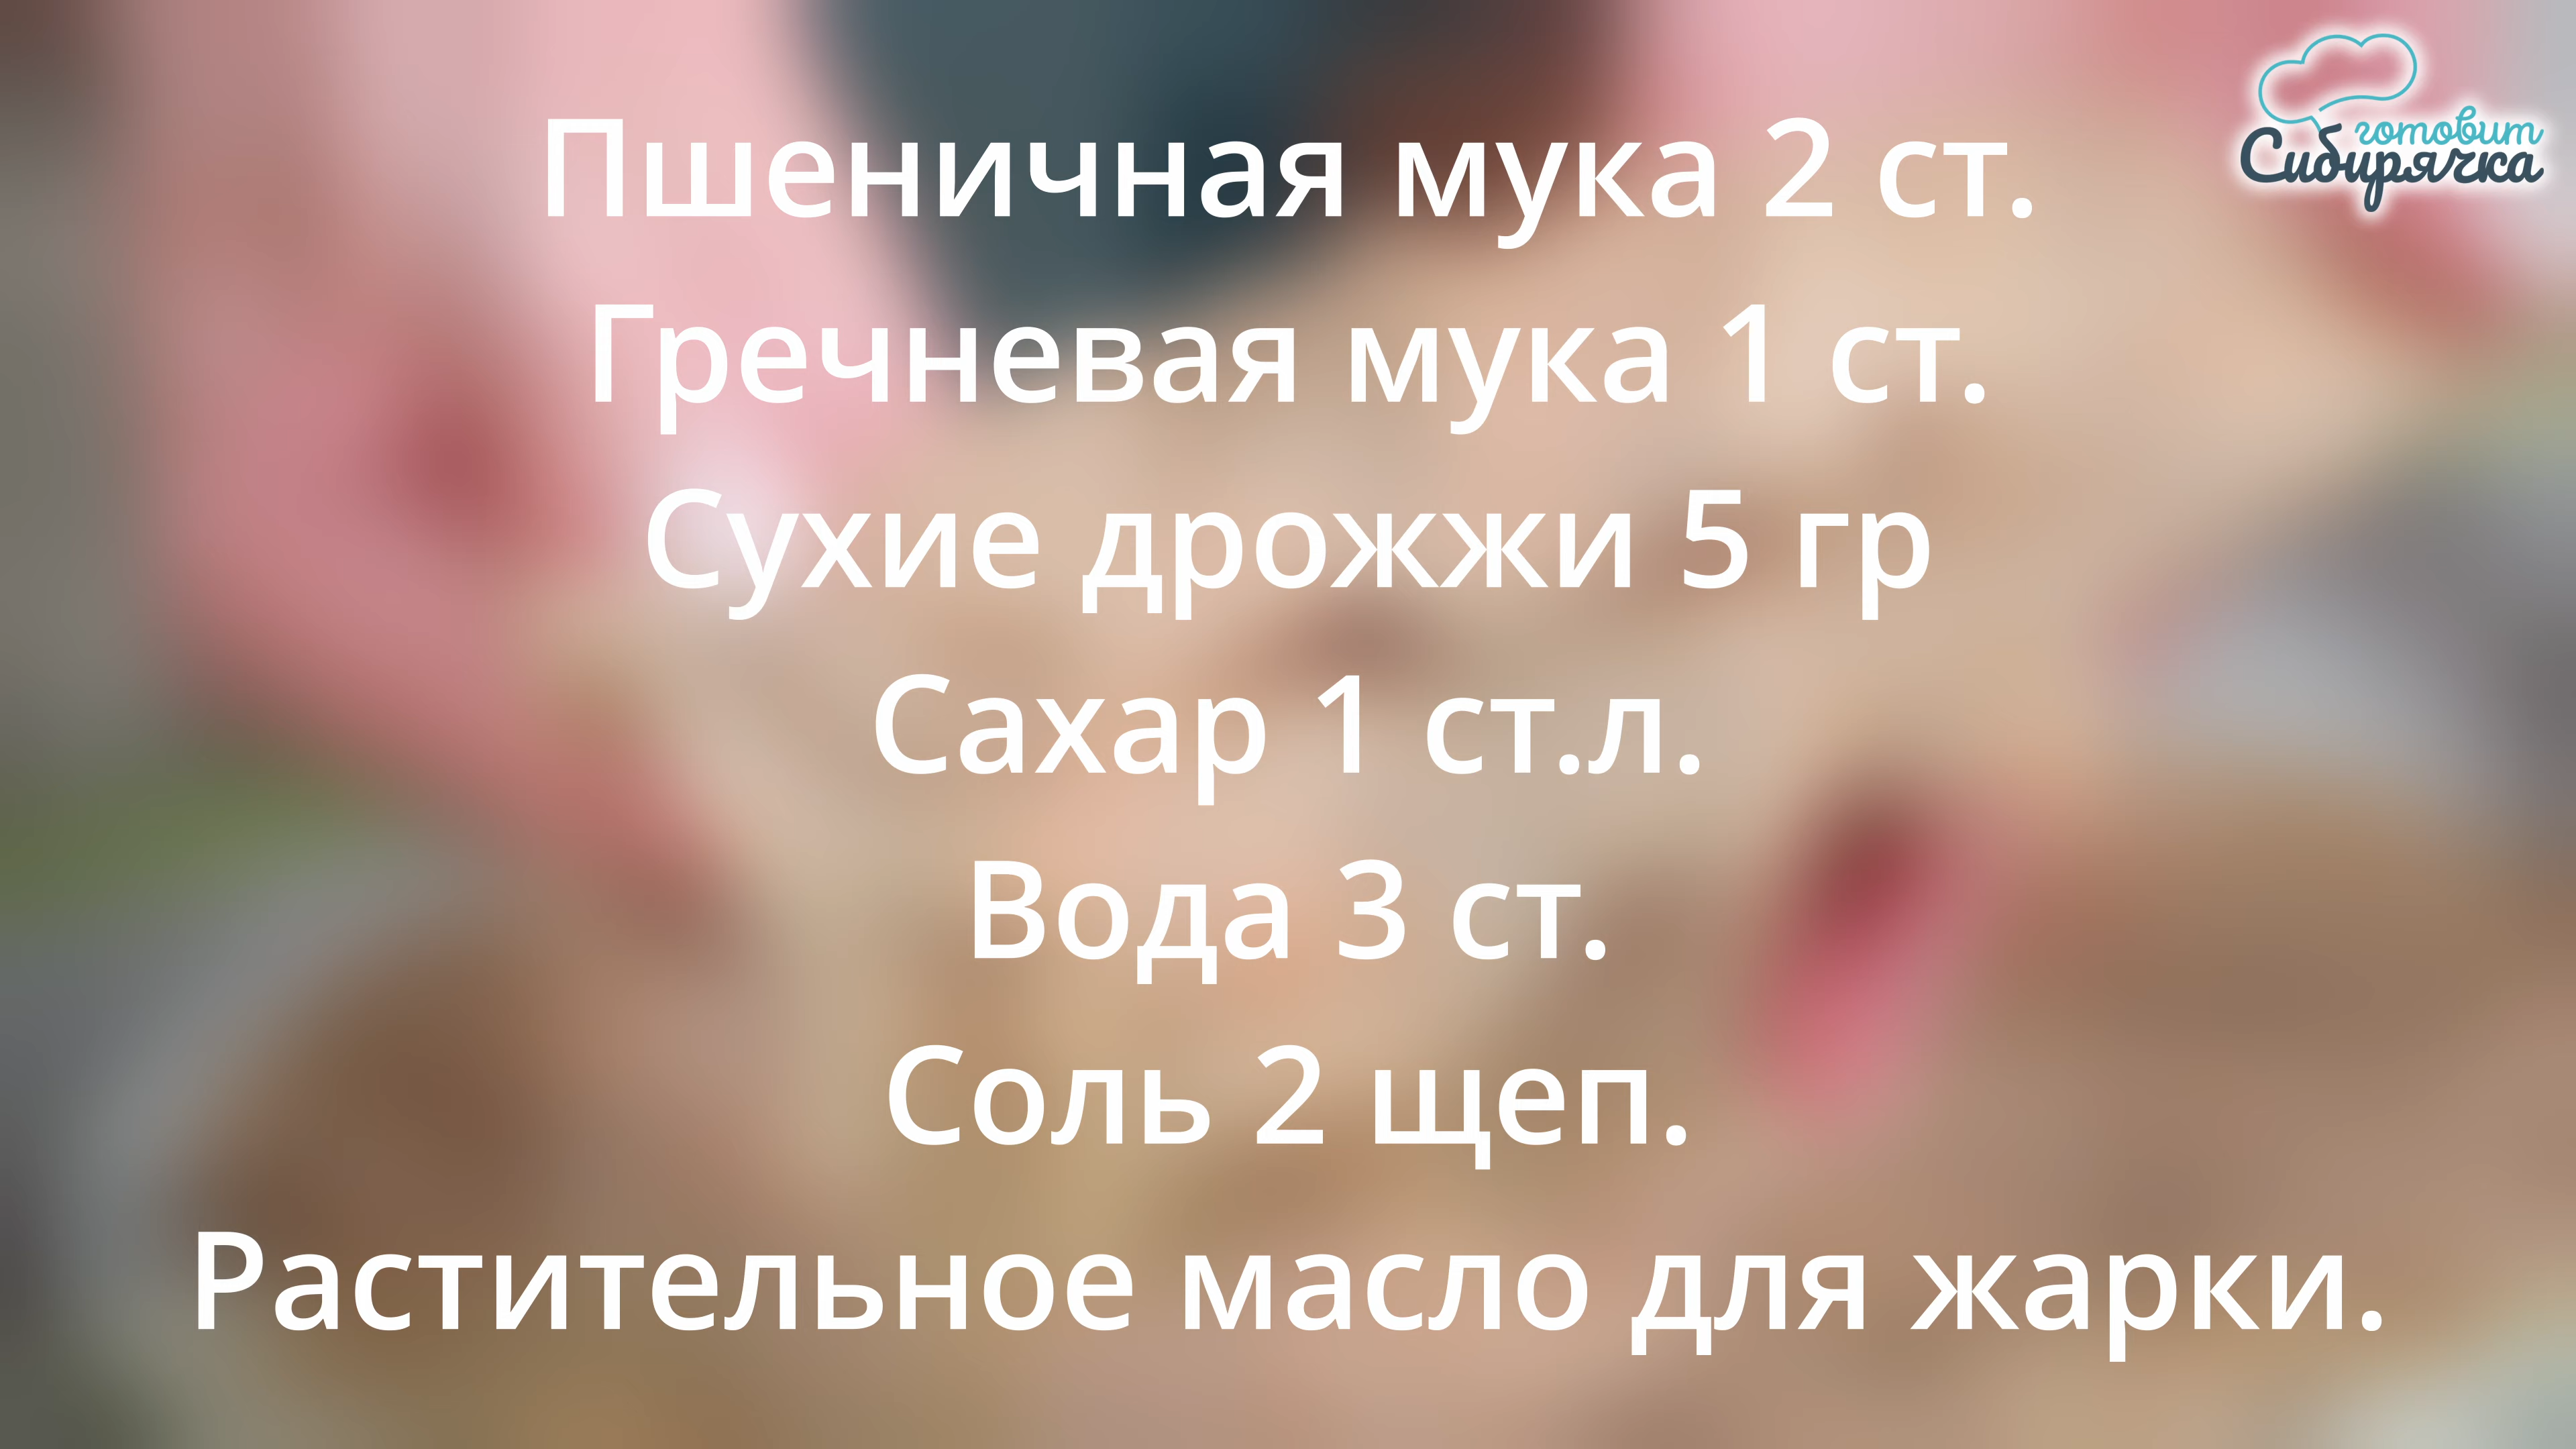 готовит
Сибирячка
Пшеничная мука 2 ст.
Гречневая мука 1 ст.
Сухие дрожжи 5 гр
Сахар 1 ст.л.
Вода 3 ст.
Соль 2 щеп.
Растительное масло для жарки.